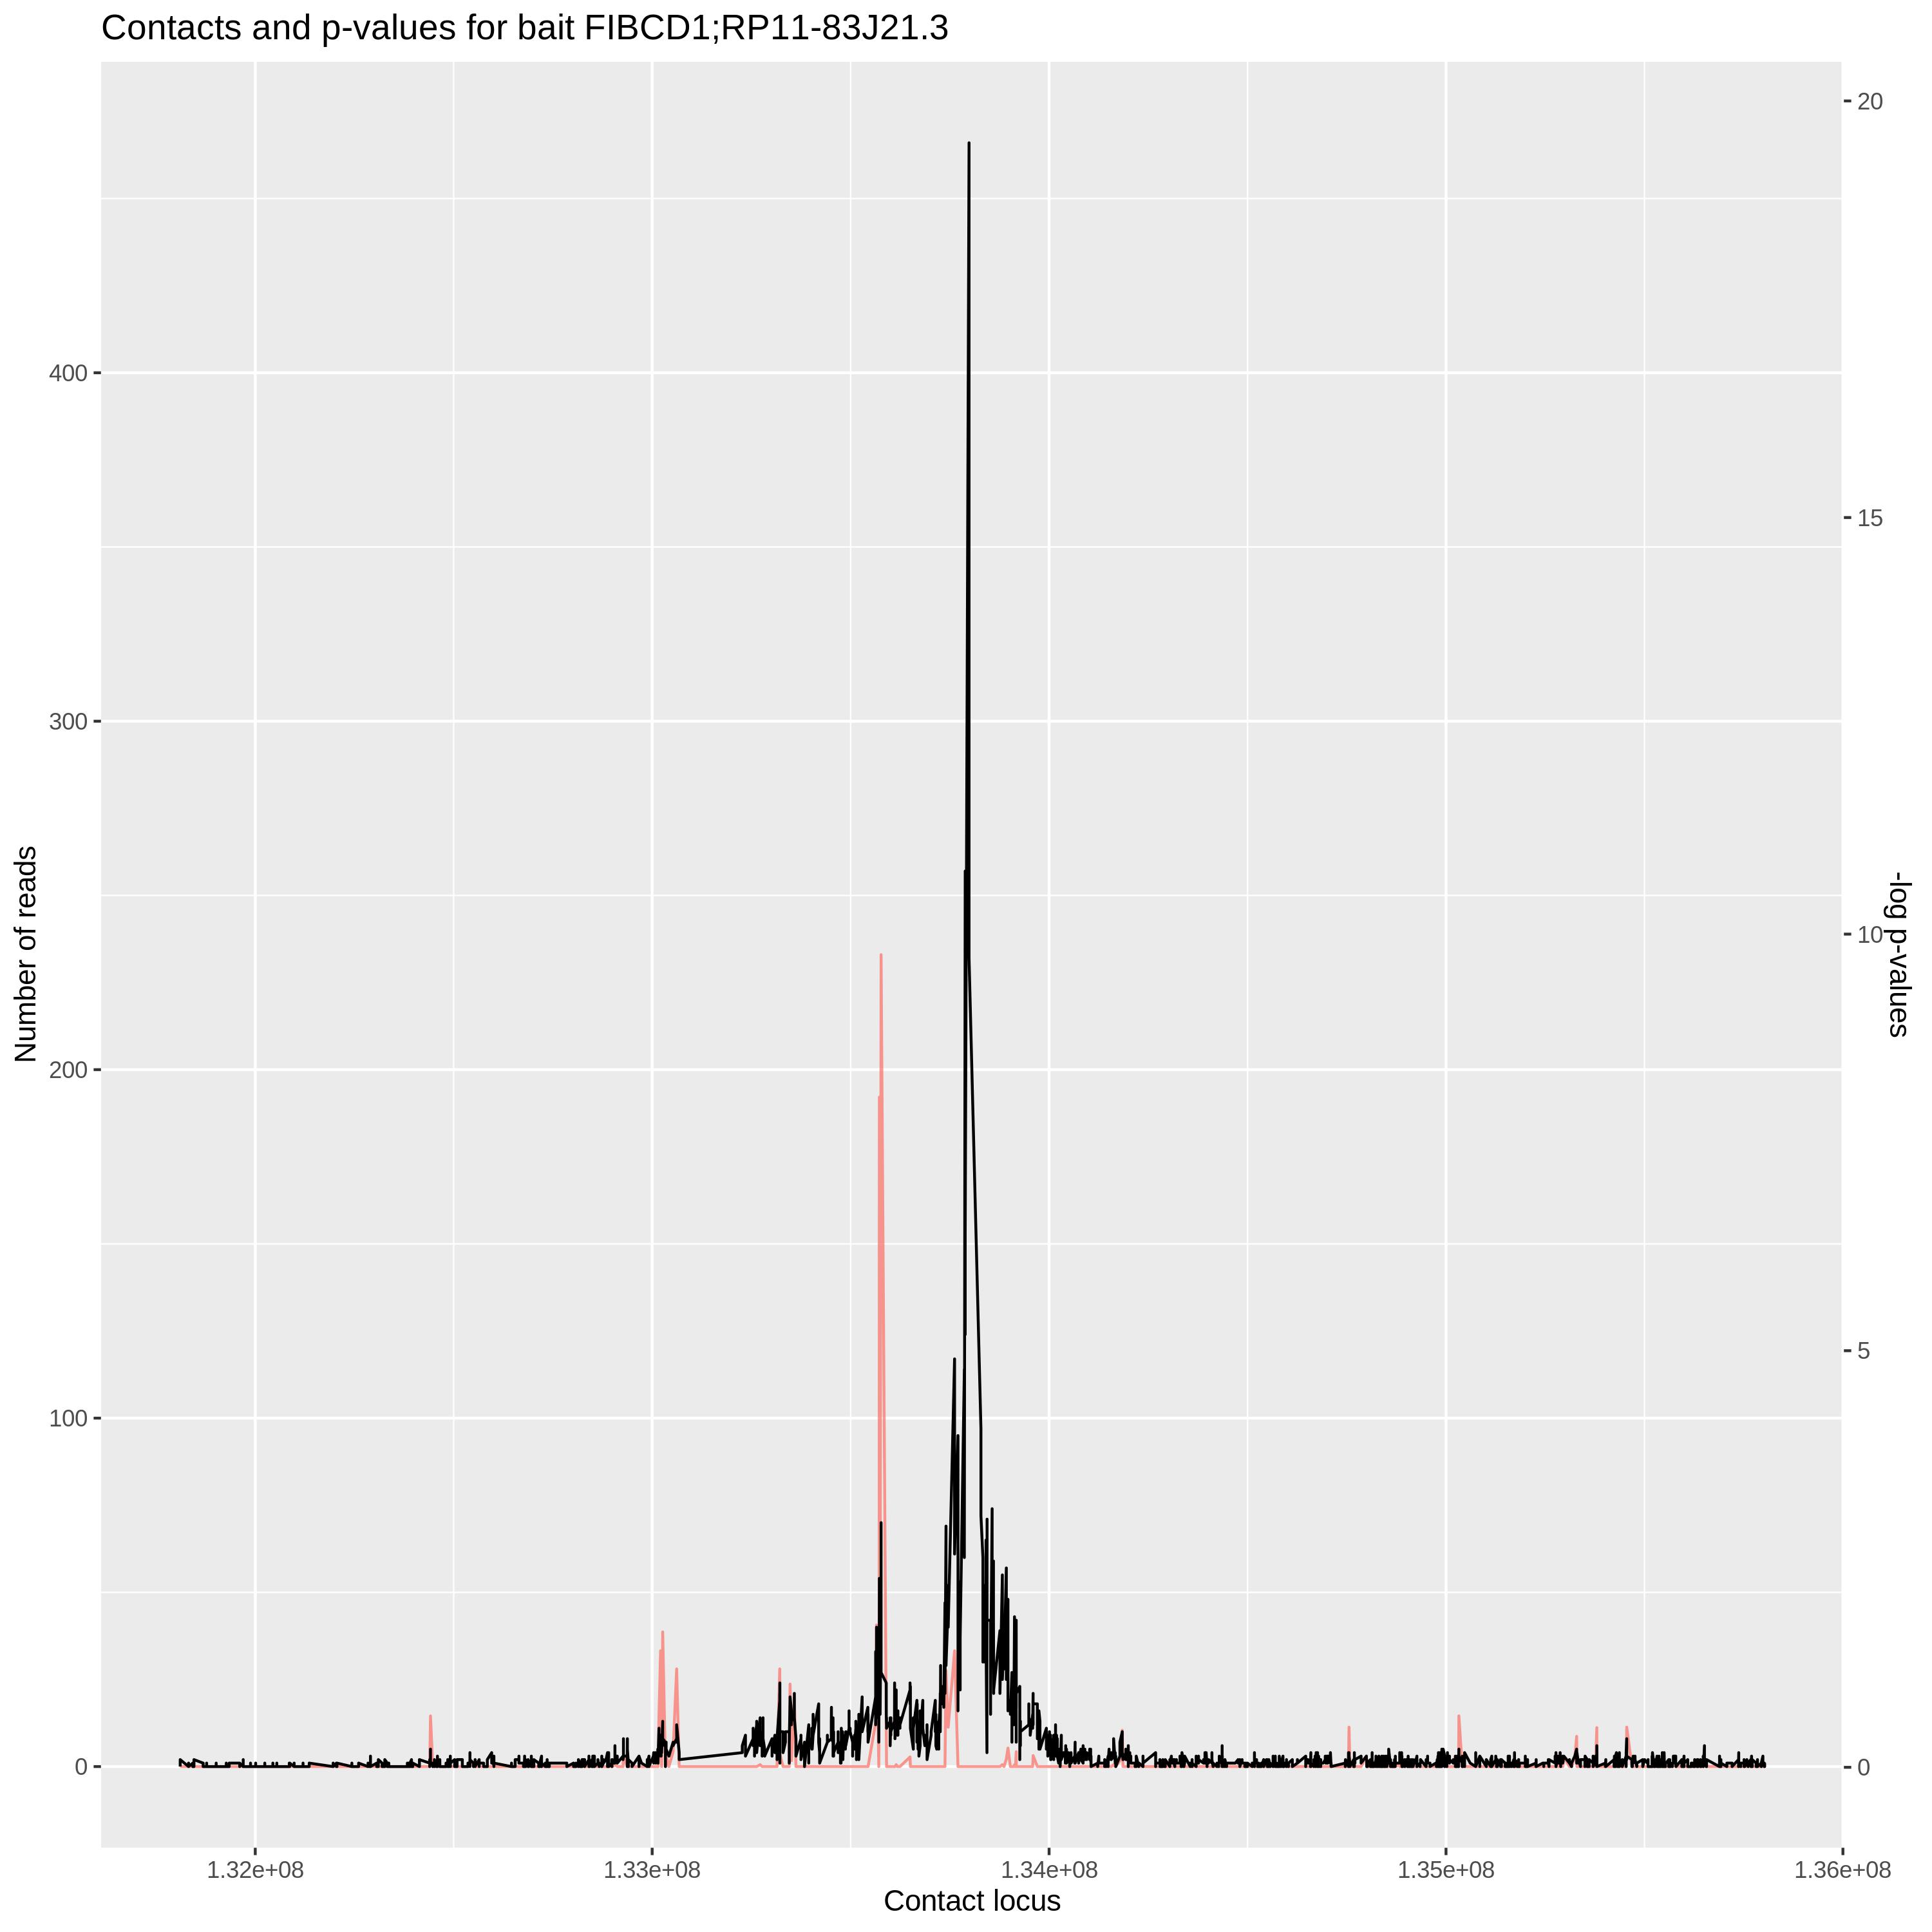 Contacts and p-values for bait FIBCD1;RP11-83J21.3
20
400
15
300
Number of reads
-log p-values
10
200
5
100
0
0
1.32e+08
1.33e+08
1.34e+08
1.35e+08
1.36e+08
Contact locus